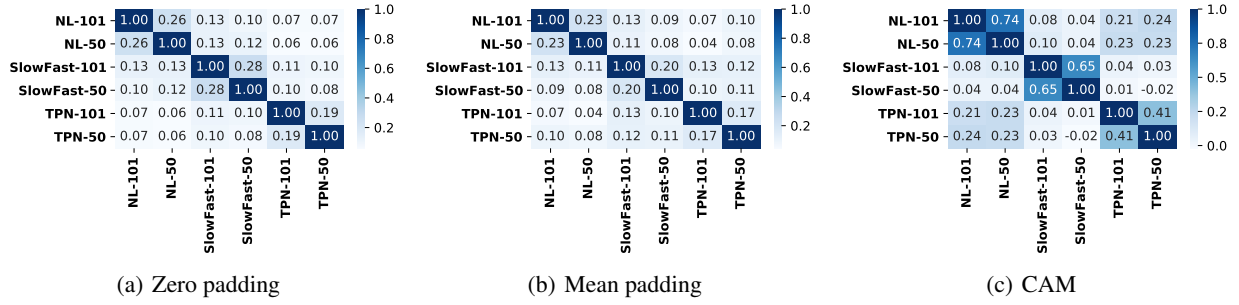 NL-101 1.00 0.26 0.13 0.10 0.07 0.07
NL-50 0.26 1.00 0.13 0.12 0.06 0.06
SlowFast-101 0.13 0.13 1.00 0.28 0.11 0.10
SlowFast-50 0.10 0.12 0.28 1.00 0.10 0.08
TPN-101 0.07 0.06 0.11 0.10 1.00 0.19
TPN-50 0.07 0.06 0.10 0.08 0.19 1.00
NL-101 NL-50 SlowFast-101 SlowFast-50 TPN-101 TPN-50
1.0
0.8
0.6
0.4
0.2
(a) Zero padding
NL-101 1.00 0.23 0.13 0.09 0.07 0.10
NL-50 0.23 1.00 0.11 0.08 0.04 0.08
SlowFast-101 0.13 0.11 1.00 0.20 0.13 0.12
SlowFast-50 0.09 0.08 0.20 1.00 0.10 0.11
TPN-101 0.07 0.04 0.13 0.10 1.00 0.17
TPN-50 0.10 0.08 0.12 0.11 0.17 1.00
NL-101 NL-50 SlowFast-101 SlowFast-50 TPN-101 TPN-50
1.0
0.8
0.6
0.4
0.2
(b) Mean padding
NL-101 1.00 0.74 0.08 0.04 0.21 0.24
NL-50 0.74 1.00 0.10 0.04 0.23 0.23
SlowFast-101 0.08 0.10 1.00 0.65 0.04 0.03
SlowFast-50 0.04 0.04 0.65 1.00 0.01 -0.02
TPN-101 0.21 0.23 0.04 0.01 1.00 0.41
TPN-50 0.24 0.23 0.03 -0.02 0.41 1.00
NL-101 NL-50 SlowFast-101 SlowFast-50 TPN-101 TPN-50
1.0
0.8
0.5
0.2
0.0
(c) CAM